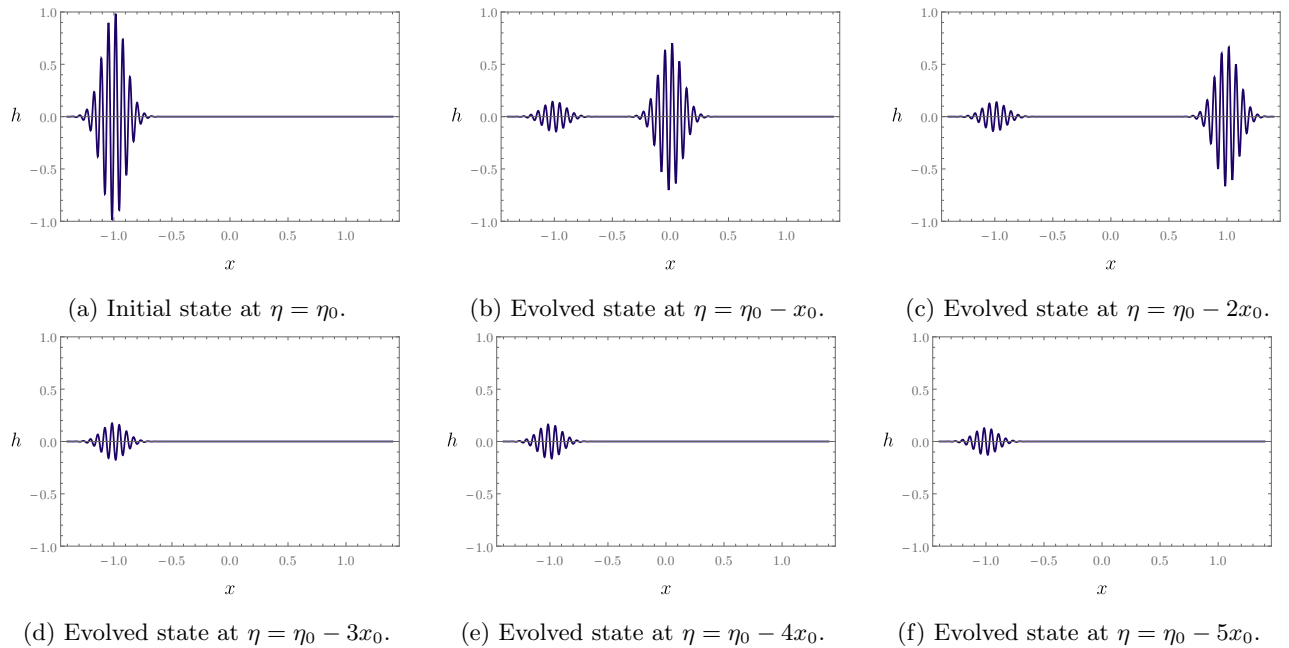 1.0 1.0 1.0
0.5 0.5 0.5
h 0.0 h 0.0 h 0.0
−0.5 −0.5 −0.5
−1.0 −1.0 −1.0
−1.0 −0.5 0.0 0.5 1.0 −1.0 −0.5 0.0 0.5 1.0 −1.0 −0.5 0.0 0.5 1.0
x x x
(a) Initial state at η = η₀. (b) Evolved state at η = η₀ − x₀. (c) Evolved state at η = η₀ − 2x₀.
1.0 1.0 1.0
0.5 0.5 0.5
h 0.0 h 0.0 h 0.0
−0.5 −0.5 −0.5
−1.0 −1.0 −1.0
−1.0 −0.5 0.0 0.5 1.0 −1.0 −0.5 0.0 0.5 1.0 −1.0 −0.5 0.0 0.5 1.0
x x x
(d) Evolved state at η = η₀ − 3x₀. (e) Evolved state at η = η₀ − 4x₀. (f) Evolved state at η = η₀ − 5x₀.